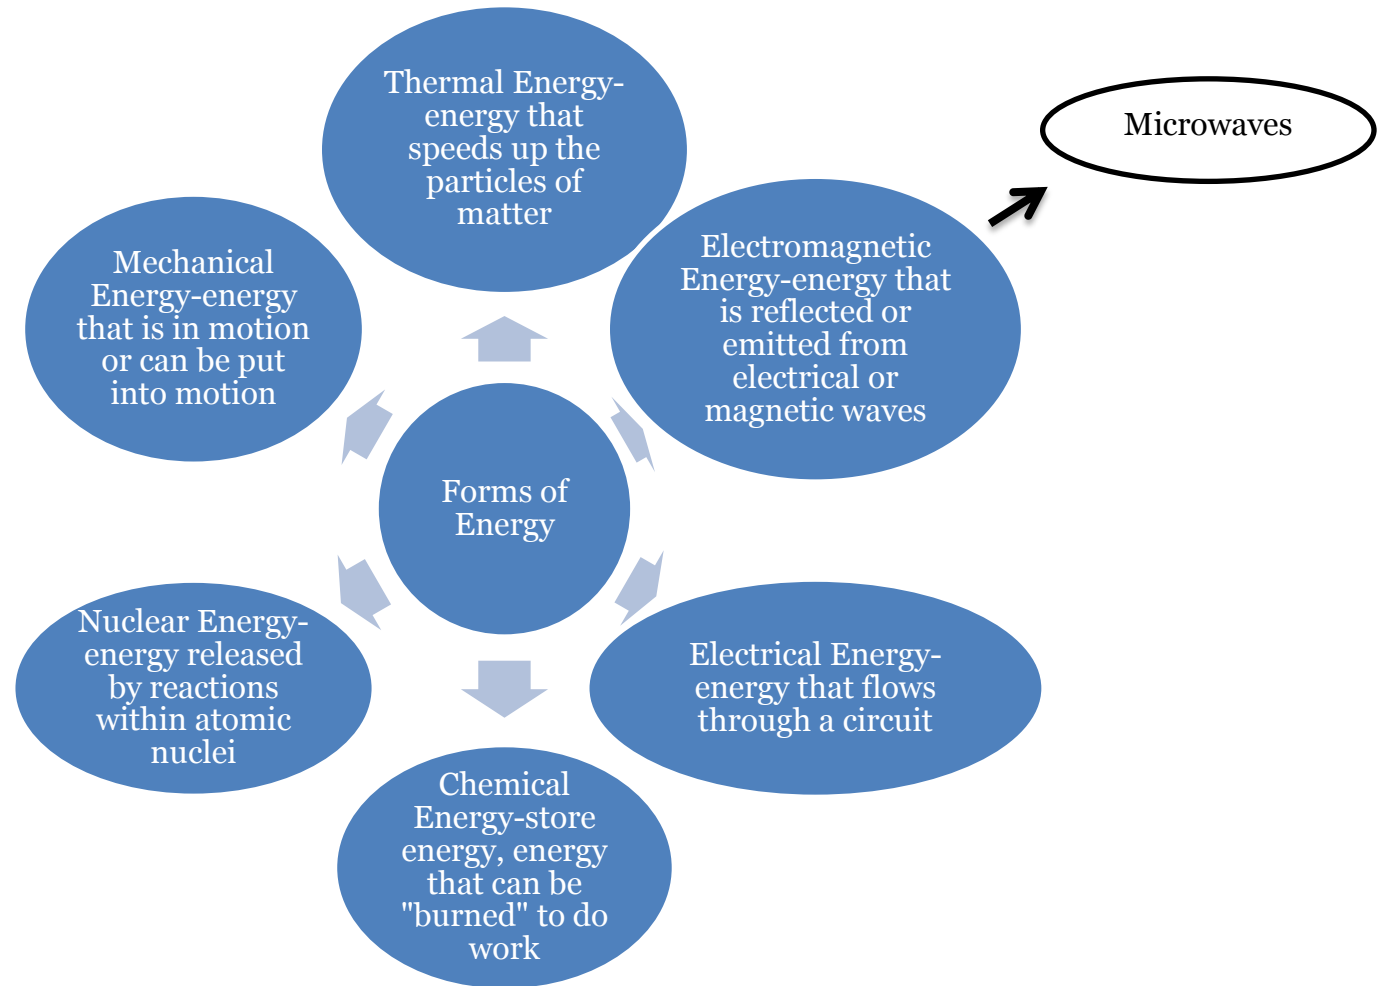 Thermal Energy-
energy that
speeds up the
particles of
matter
Microwaves
Electromagnetic
Energy-energy that
is reflected or
emitted from
electrical or
magnetic waves
Mechanical
Energy-energy
that is in motion
or can be put
into motion
Forms of
Energy
Nuclear Energy-
energy released
by reactions
within atomic
nuclei
Electrical Energy-
energy that flows
through a circuit
Chemical
Energy-store
energy, energy
that can be
"burned" to do
work